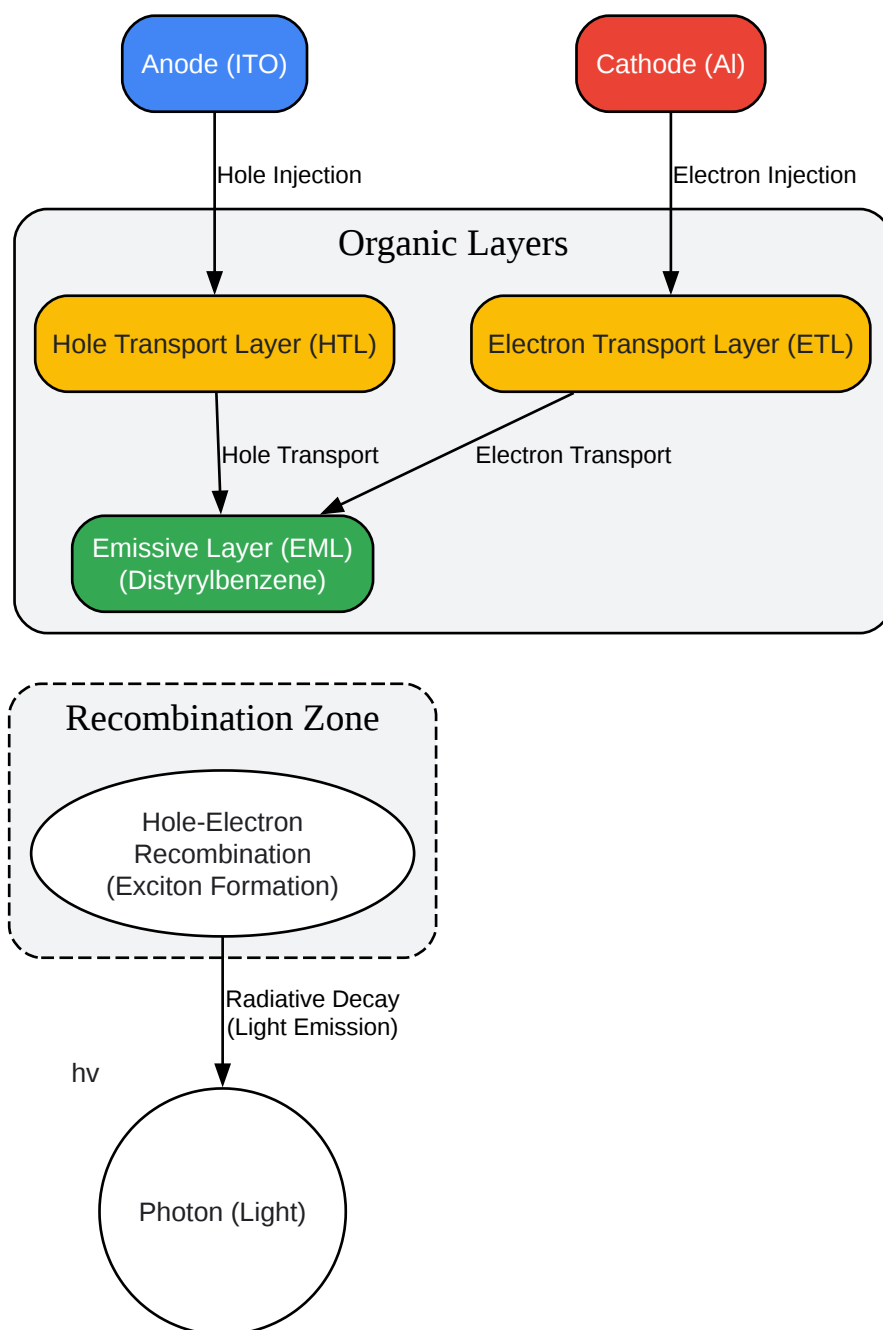 Anode (ITO)
Cathode (Al)
Hole Injection
Electron Injection
Organic Layers
Hole Transport Layer (HTL)
Electron Transport Layer (ETL)
Hole Transport
Electron Transport
Emissive Layer (EML)
(Distyrylbenzene)
Recombination Zone
Hole-Electron
Recombination
(Exciton Formation)
Radiative Decay
(Light Emission)
hv
Photon (Light)